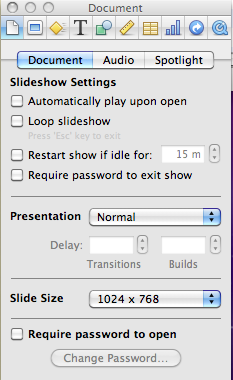 Document
Document Audio Spotlight
Slideshow Settings
Automatically play upon open
Loop slideshow
Press 'Esc' key to exit
Restart show if idle for: 15 m
Require password to exit show
Presentation Normal
Delay:
Transitions Builds
Slide Size 1024 x 768
Require password to open
Change Password...